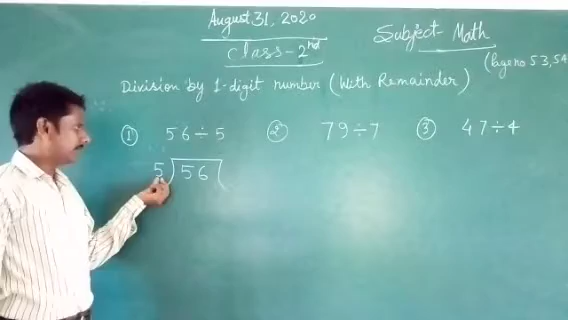 August 31, 2020
Subject- Math
Class-2nd
(Page no 53,54
Division by 1-digit number (With Remainder)
① 56÷5 ② 79÷7 ③ 47÷4
5)56(